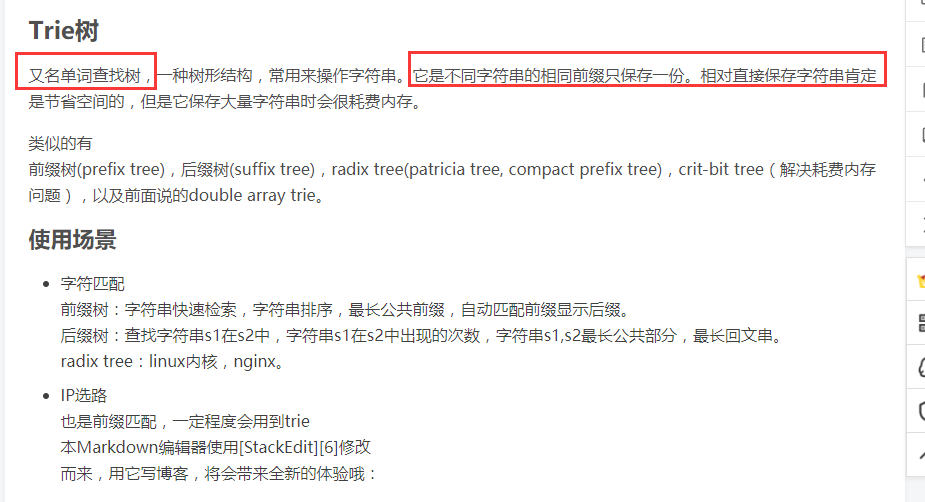 Trie树
又名单词查找树，一种树形结构，常用来操作字符串。它是不同字符串的相同前缀只保存一份。相对直接保存字符串肯定
是节省空间的，但是它保存大量字符串时会很耗费内存。
类似的有
前缀树(prefix tree)，后缀树(suffix tree)，radix tree(patricia tree, compact prefix tree)，crit-bit tree（解决耗费内存
问题），以及前面说的double array trie。
使用场景
字符匹配
前缀树：字符串快速检索，字符串排序，最长公共前缀，自动匹配前缀显示后缀。
后缀树：查找字符串s1在s2中，字符串s1在s2中出现的次数，字符串s1,s2最长公共部分，最长回文串。
radix tree：linux内核，nginx。
IP选路
也是前缀匹配，一定程度会用到trie
本Markdown编辑器使用[StackEdit][6]修改
而来，用它写博客，将会带来全新的体验哦：